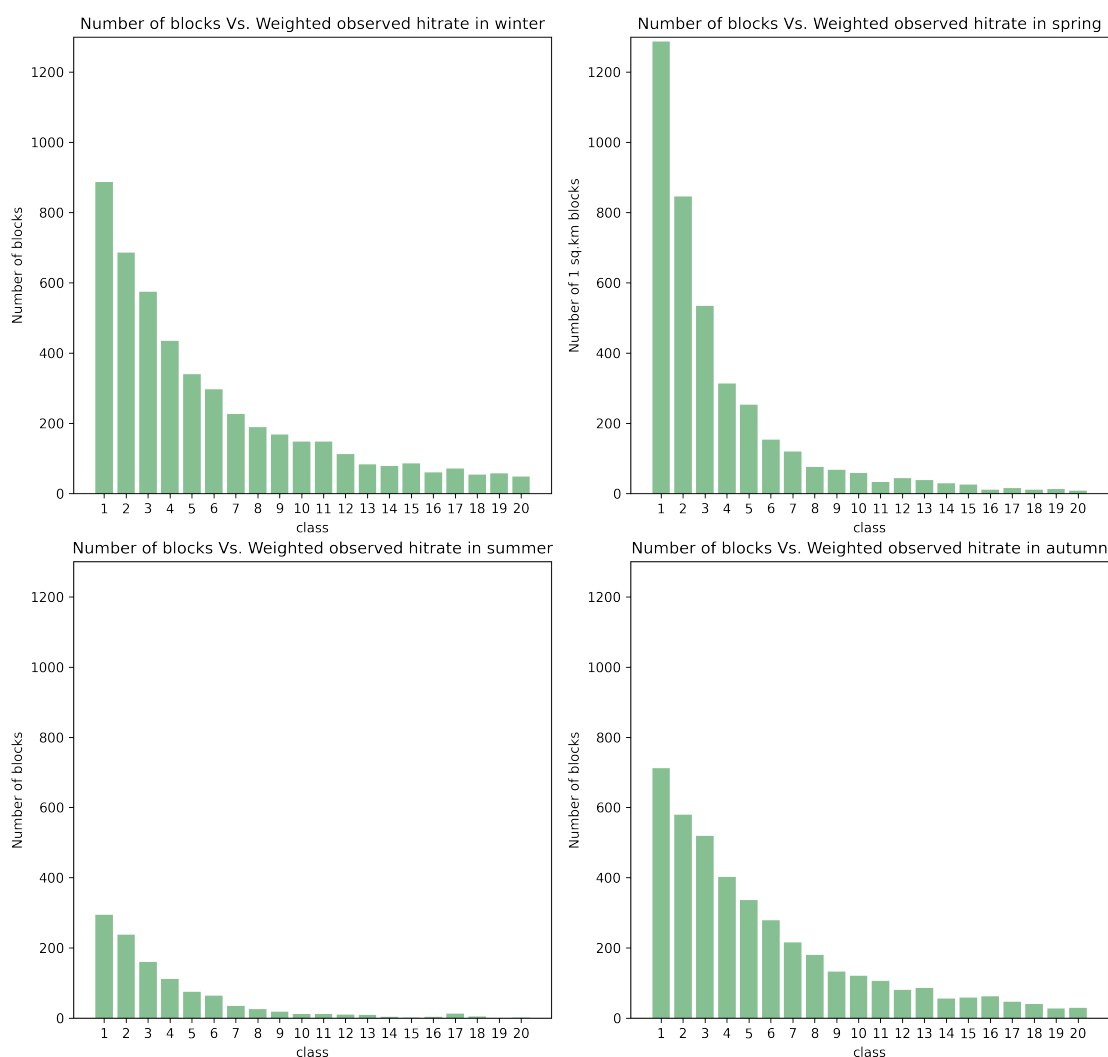 Number of blocks Vs. Weighted observed hitrate in winter
Number of blocks
1200
1000
800
600
400
200
0
1 2 3 4 5 6 7 8 9 10 11 12 13 14 15 16 17 18 19 20
class
Number of blocks Vs. Weighted observed hitrate in spring
Number of 1 sq.km blocks
1200
1000
800
600
400
200
0
1 2 3 4 5 6 7 8 9 10 11 12 13 14 15 16 17 18 19 20
class
Number of blocks Vs. Weighted observed hitrate in summer
Number of blocks
1200
1000
800
600
400
200
0
1 2 3 4 5 6 7 8 9 10 11 12 13 14 15 16 17 18 19 20
class
Number of blocks Vs. Weighted observed hitrate in autumn
Number of blocks
1200
1000
800
600
400
200
0
1 2 3 4 5 6 7 8 9 10 11 12 13 14 15 16 17 18 19 20
class